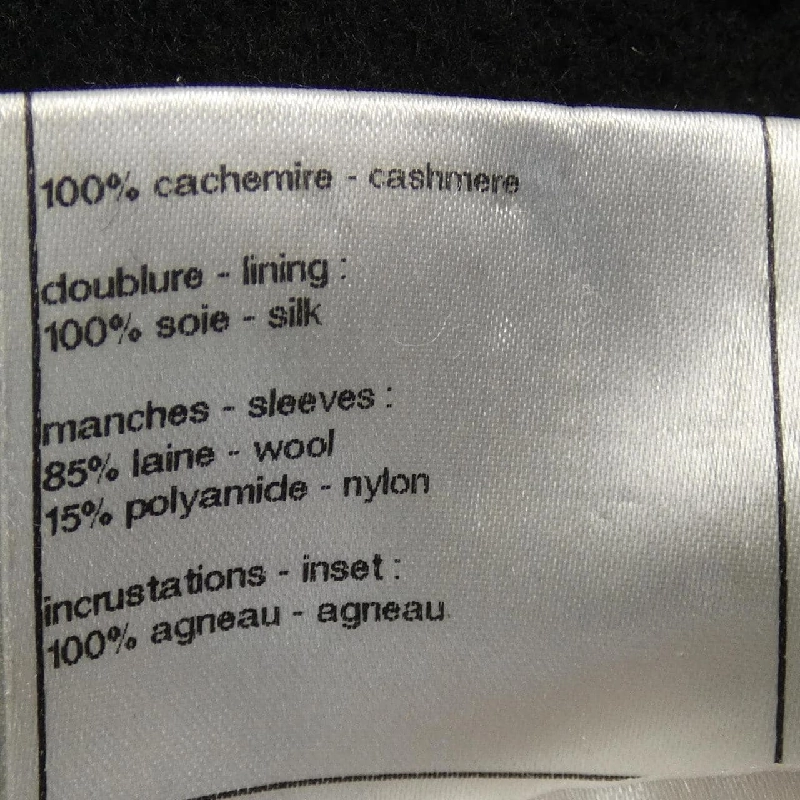 100% cachemire - cashmere
doublure - lining :
100% soie - silk
manches - sleeves :
85% laine - wool
15% polyamide - nylon
incrustations - inset :
100% agneau - agneau